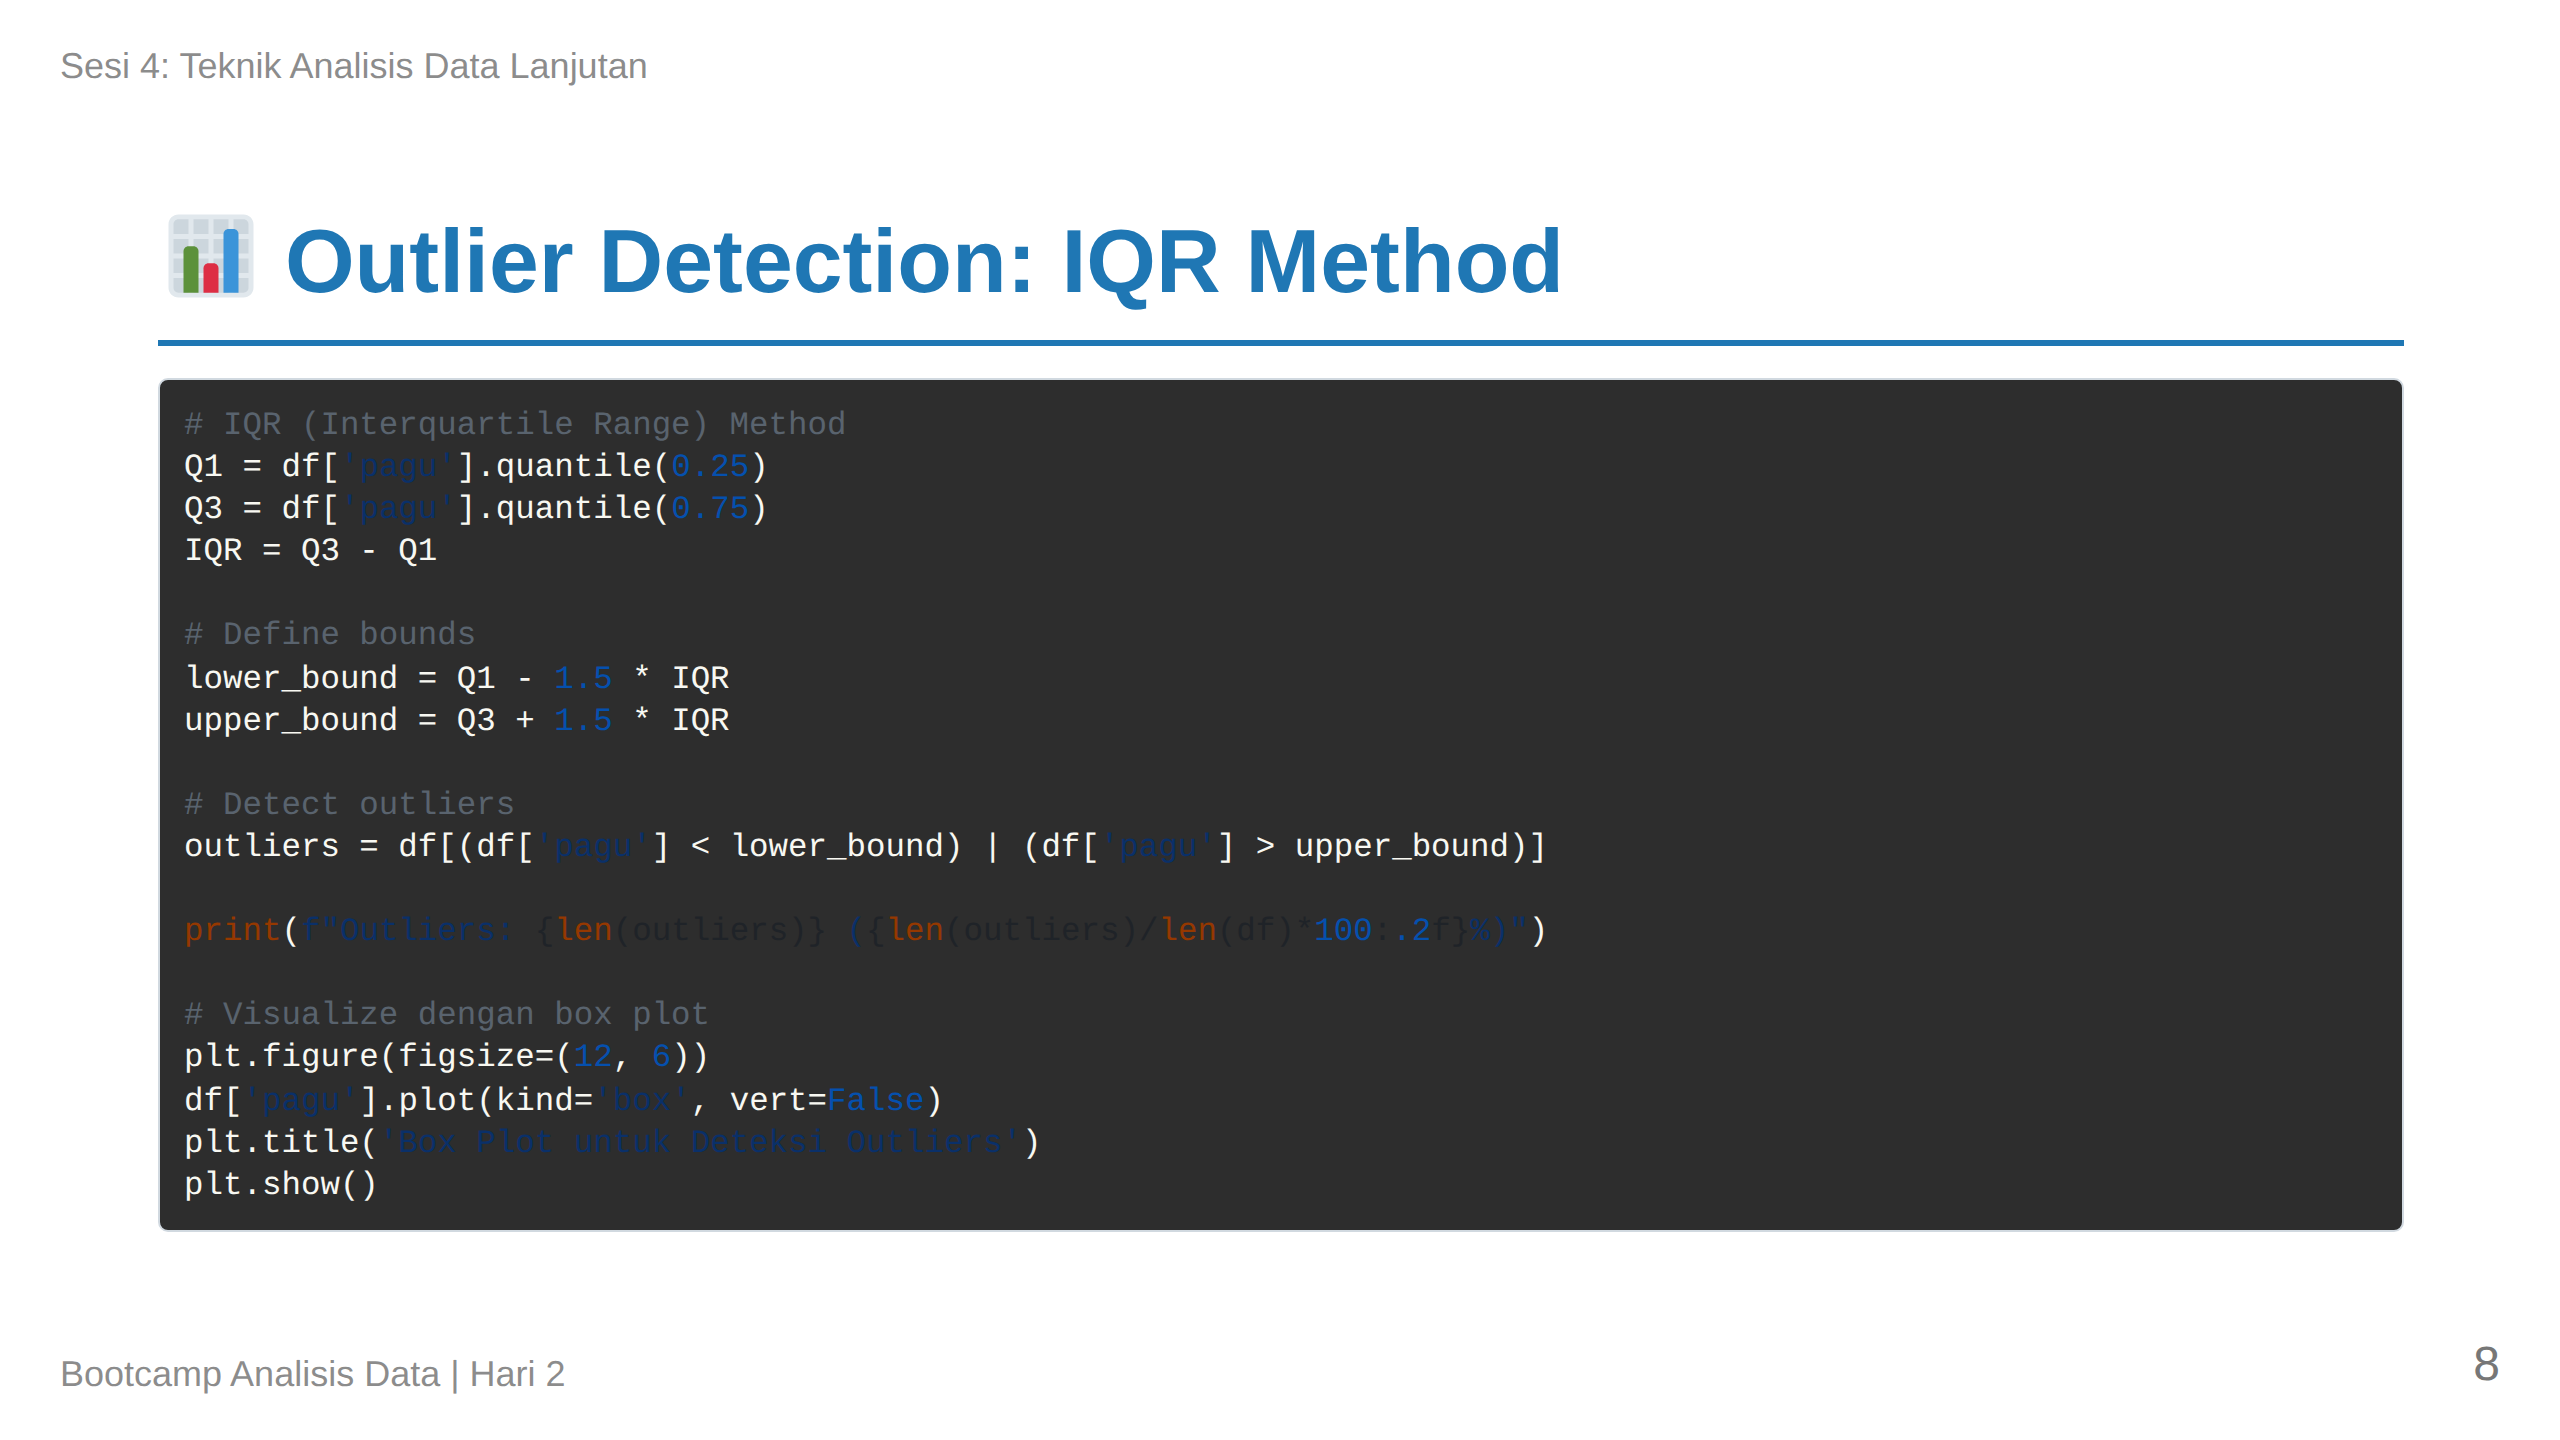 Sesi 4: Teknik Analisis Data Lanjutan
Outlier Detection: IQR Method
# IQR (Interquartile Range) Method
Q1 = df['pagu'].quantile(0.25)
Q3 = df['pagu'].quantile(0.75)
IQR = Q3 - Q1
# Define bounds
lower_bound = Q1 - 1.5 * IQR
upper_bound = Q3 + 1.5 * IQR
# Detect outliers
outliers = df[(df['pagu'] < lower_bound) | (df['pagu'] > upper_bound)]
print(f"Outliers: {len(outliers)} ({len(outliers)/len(df)*100:.2f}%)")
# Visualize dengan box plot
plt.figure(figsize=(12, 6))
df['pagu'].plot(kind='box', vert=False)
plt.title('Box Plot untuk Deteksi Outliers')
plt.show()
Bootcamp Analisis Data | Hari 2
8